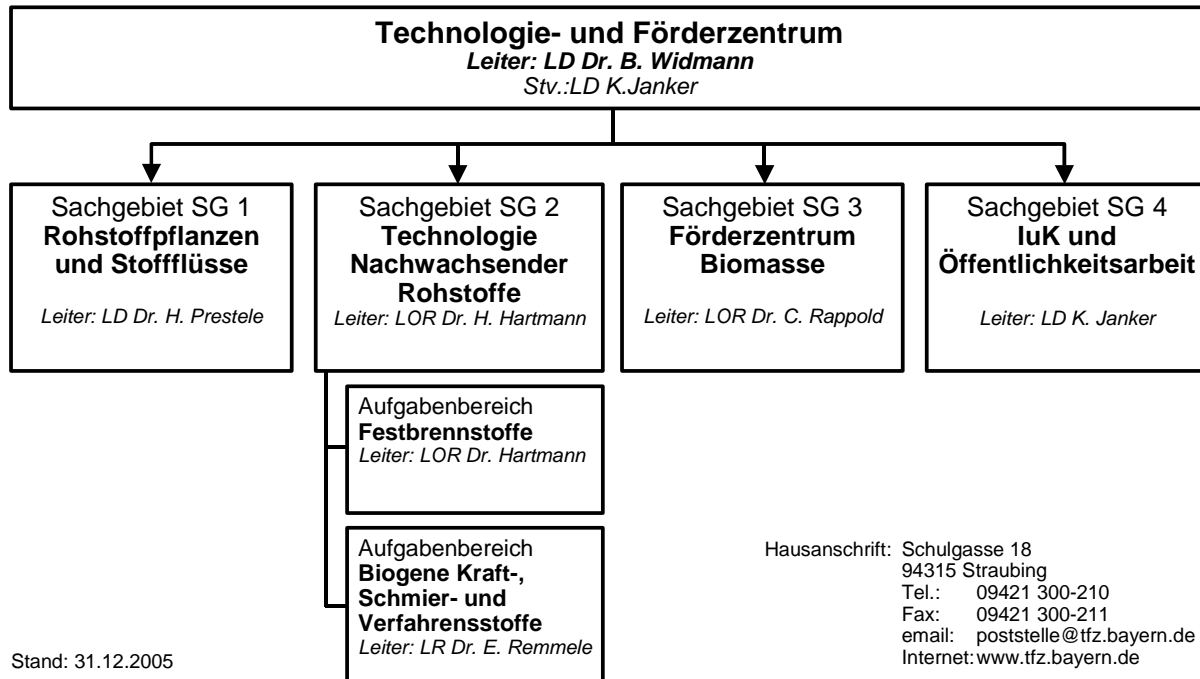 Technologie- und Förderzentrum
Leiter: LD Dr. B. Widmann
Stv.:LD K.Janker
Sachgebiet SG 1
Rohstoffpflanzen
und Stoffflüsse
Leiter: LD Dr. H. Prestele
Sachgebiet SG 2
Technologie
Nachwachsender
Rohstoffe
Leiter: LOR Dr. H. Hartmann
Sachgebiet SG 3
Förderzentrum
Biomasse
Leiter: LOR Dr. C. Rappold
Sachgebiet SG 4
IuK und
Öffentlichkeitsarbeit
Leiter: LD K. Janker
Aufgabenbereich
Festbrennstoffe
Leiter: LOR Dr. Hartmann
Aufgabenbereich
Biogene Kraft-,
Schmier- und
Verfahrensstoffe
Leiter: LR Dr. E. Remmele
Hausanschrift: Schulgasse 18
94315 Straubing
Tel.: 09421 300-210
Fax: 09421 300-211
email: poststelle@tfz.bayern.de
Internet: www.tfz.bayern.de
Stand: 31.12.2005